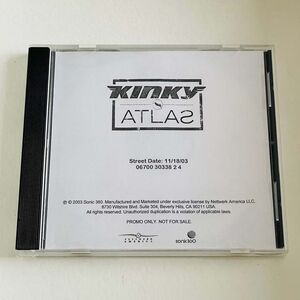 KINKY
ATLAS
Street Date: 11/18/03
06700 30338 2 4
℗ © 2003 Sonic 360. Manufactured and Marketed under exclusive license by Nettwerk America LLC.
8730 Wilshire Blvd. Suite 304, Beverly Hills, CA 90211 USA.
All rights reserved. Unauthorized duplication is a violation of applicable laws.
PROMO ONLY. NOT FOR SALE.
sonic360